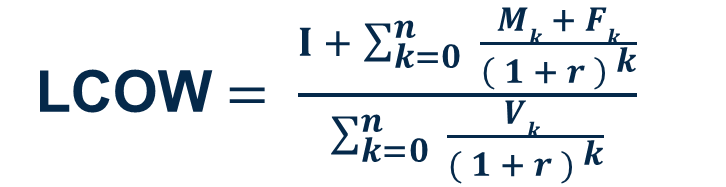 LCOW = (I + ∑_{k=0}^{n} (M_k + F_k) / (1 + r)^k) / (∑_{k=0}^{n} V_k / (1 + r)^k)